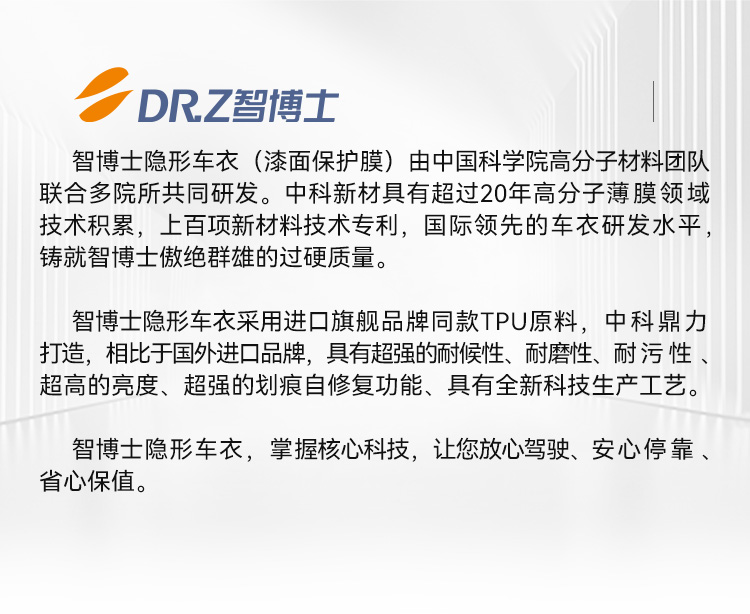 DR.Z智博士
智博士隐形车衣（漆面保护膜）由中国科学院高分子材料团队
联合多院所共同研发。中科新材具有超过20年高分子薄膜领域
技术积累，上百项新材料技术专利，国际领先的车衣研发水平，
铸就智博士傲绝群雄的过硬质量。
智博士隐形车衣采用进口旗舰品牌同款TPU原料，中科鼎力
打造，相比于国外进口品牌，具有超强的耐候性、耐磨性、耐污性、
超高的亮度、超强的划痕自修复功能、具有全新科技生产工艺。
智博士隐形车衣，掌握核心科技，让您放心驾驶、安心停靠、
省心保值。